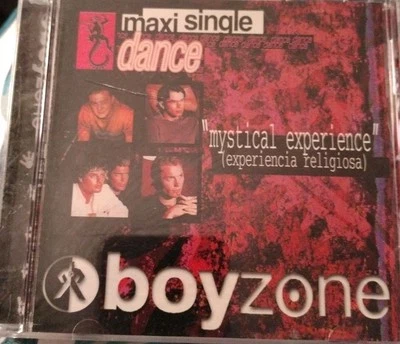 maxi single
dance
"mystical experience"
(experiencia religiosa)
boyzone